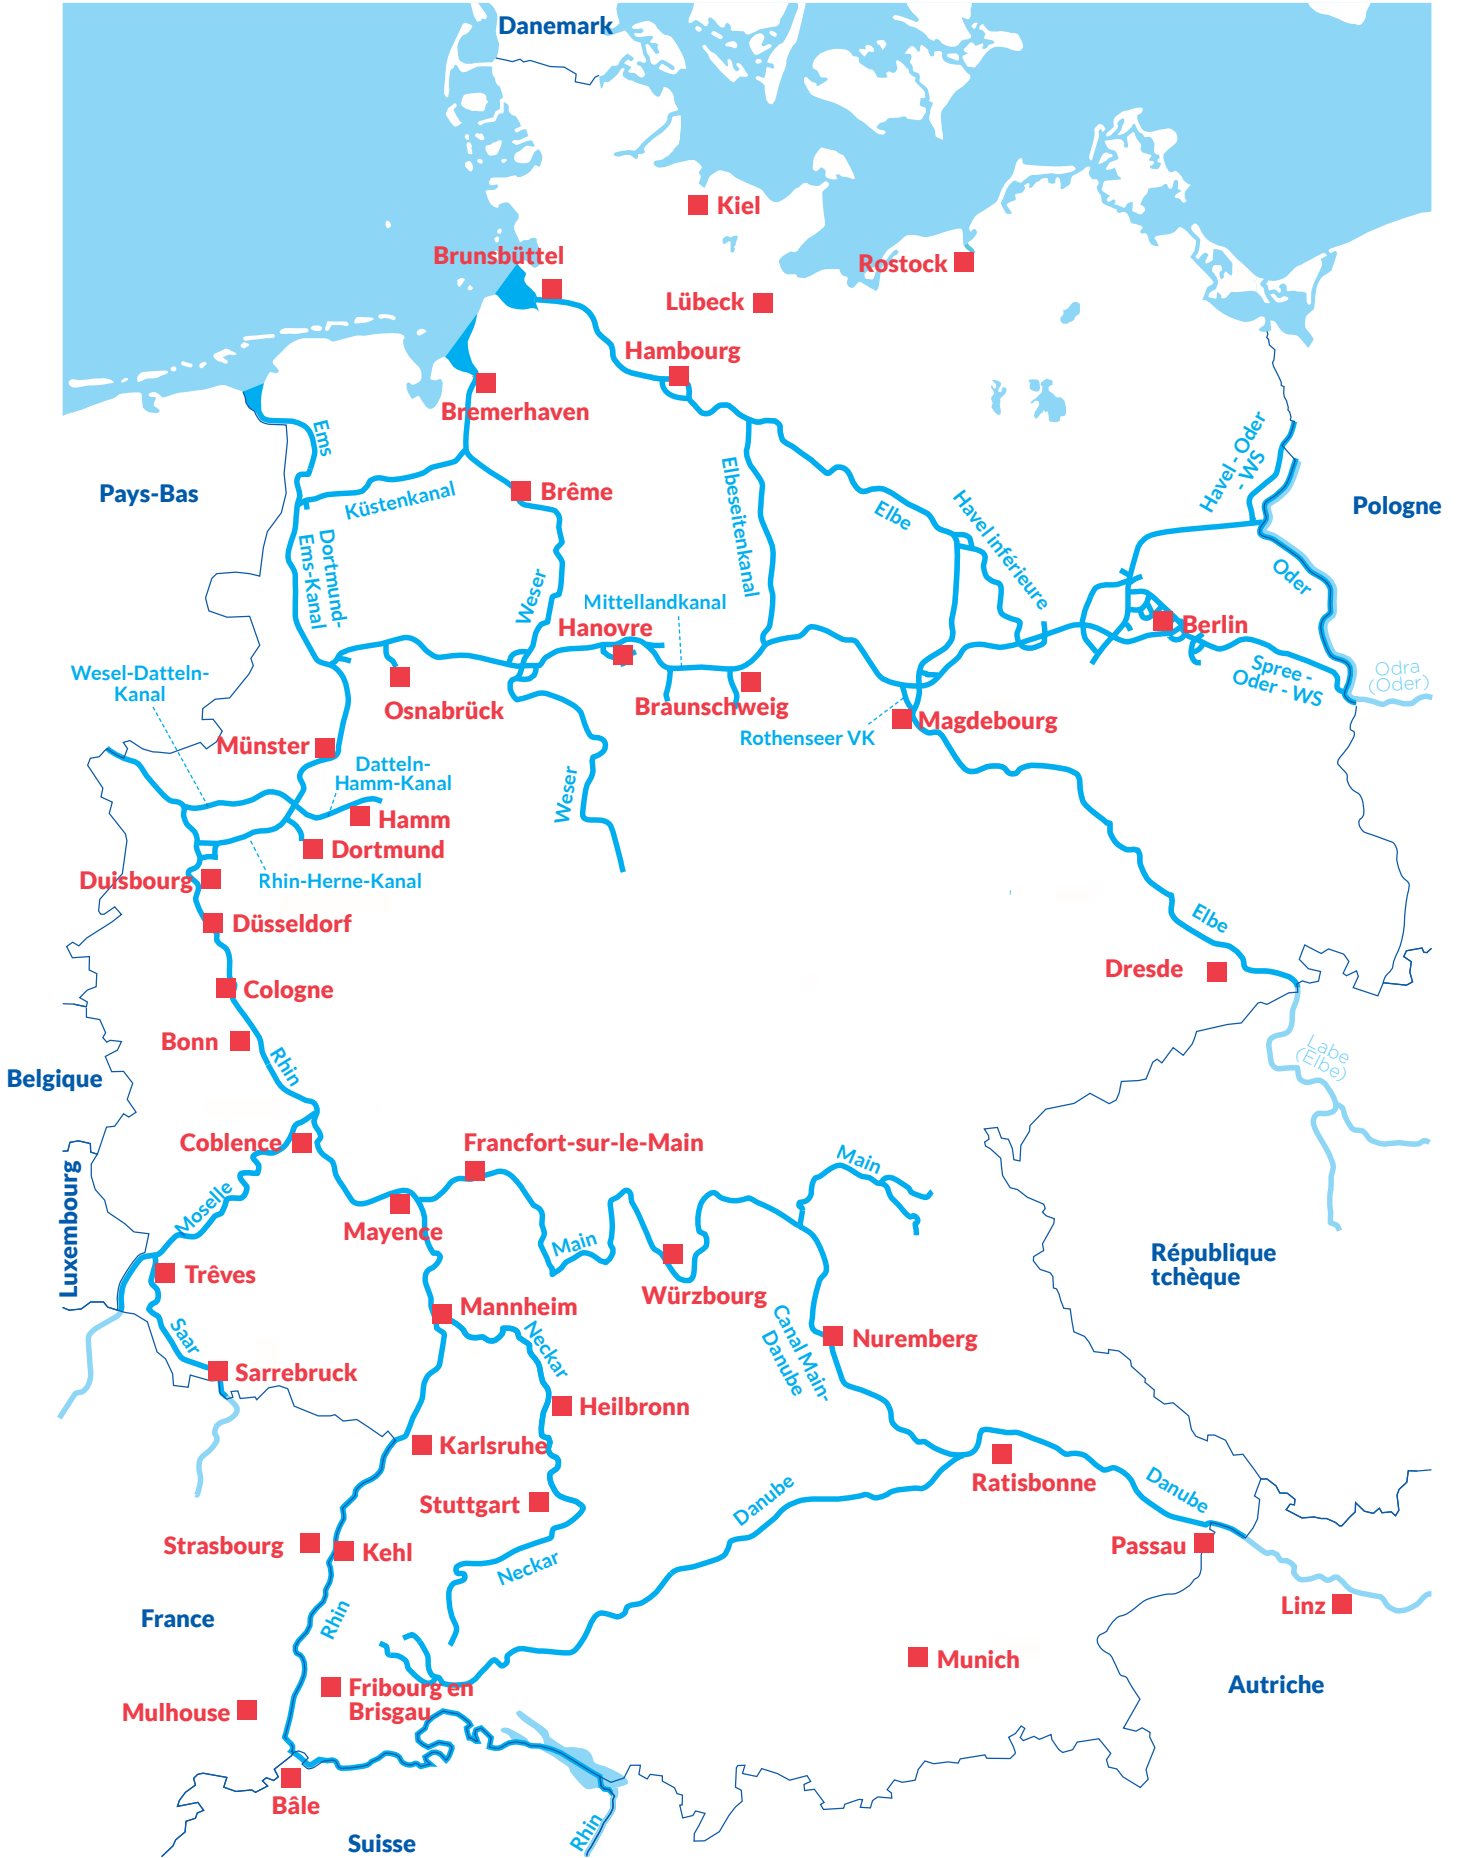 Danemark
Kiel
Brunsbüttel
Rostock
Lübeck
Hambourg
Bremerhaven
Ems
Havel - Oder
- WS
Pays-Bas
Küstenkanal
Brême
Elbeseitenkanal
Elbe
Havel inférieure
Pologne
Dortmund-
Ems-Kanal
Weser
Oder
Mittellandkanal
Hanovre
Berlin
Wesel-Datteln-
Kanal
Spree -
Oder - WS
Odra
(Oder)
Osnabrück
Braunschweig
Magdebourg
Rothenseer VK
Münster
Datteln-
Hamm-Kanal
Weser
Hamm
Dortmund
Duisbourg
Rhin-Herne-Kanal
Düsseldorf
Elbe
Dresde
Cologne
Bonn
Rhin
Labe
(Elbe)
Belgique
Coblence
Francfort-sur-le-Main
Main
Luxembourg
Moselle
Mayence
Main
République
tchèque
Trêves
Würzbourg
Mannheim
Saar
Neckar
Canal Main-
Danube
Nuremberg
Sarrebruck
Heilbronn
Karlsruhe
Ratisbonne
Danube
Danube
Stuttgart
Strasbourg
Kehl
Passau
Neckar
Linz
France
Rhin
Munich
Autriche
Fribourg en
Brisgau
Mulhouse
Bâle
Rhin
Suisse